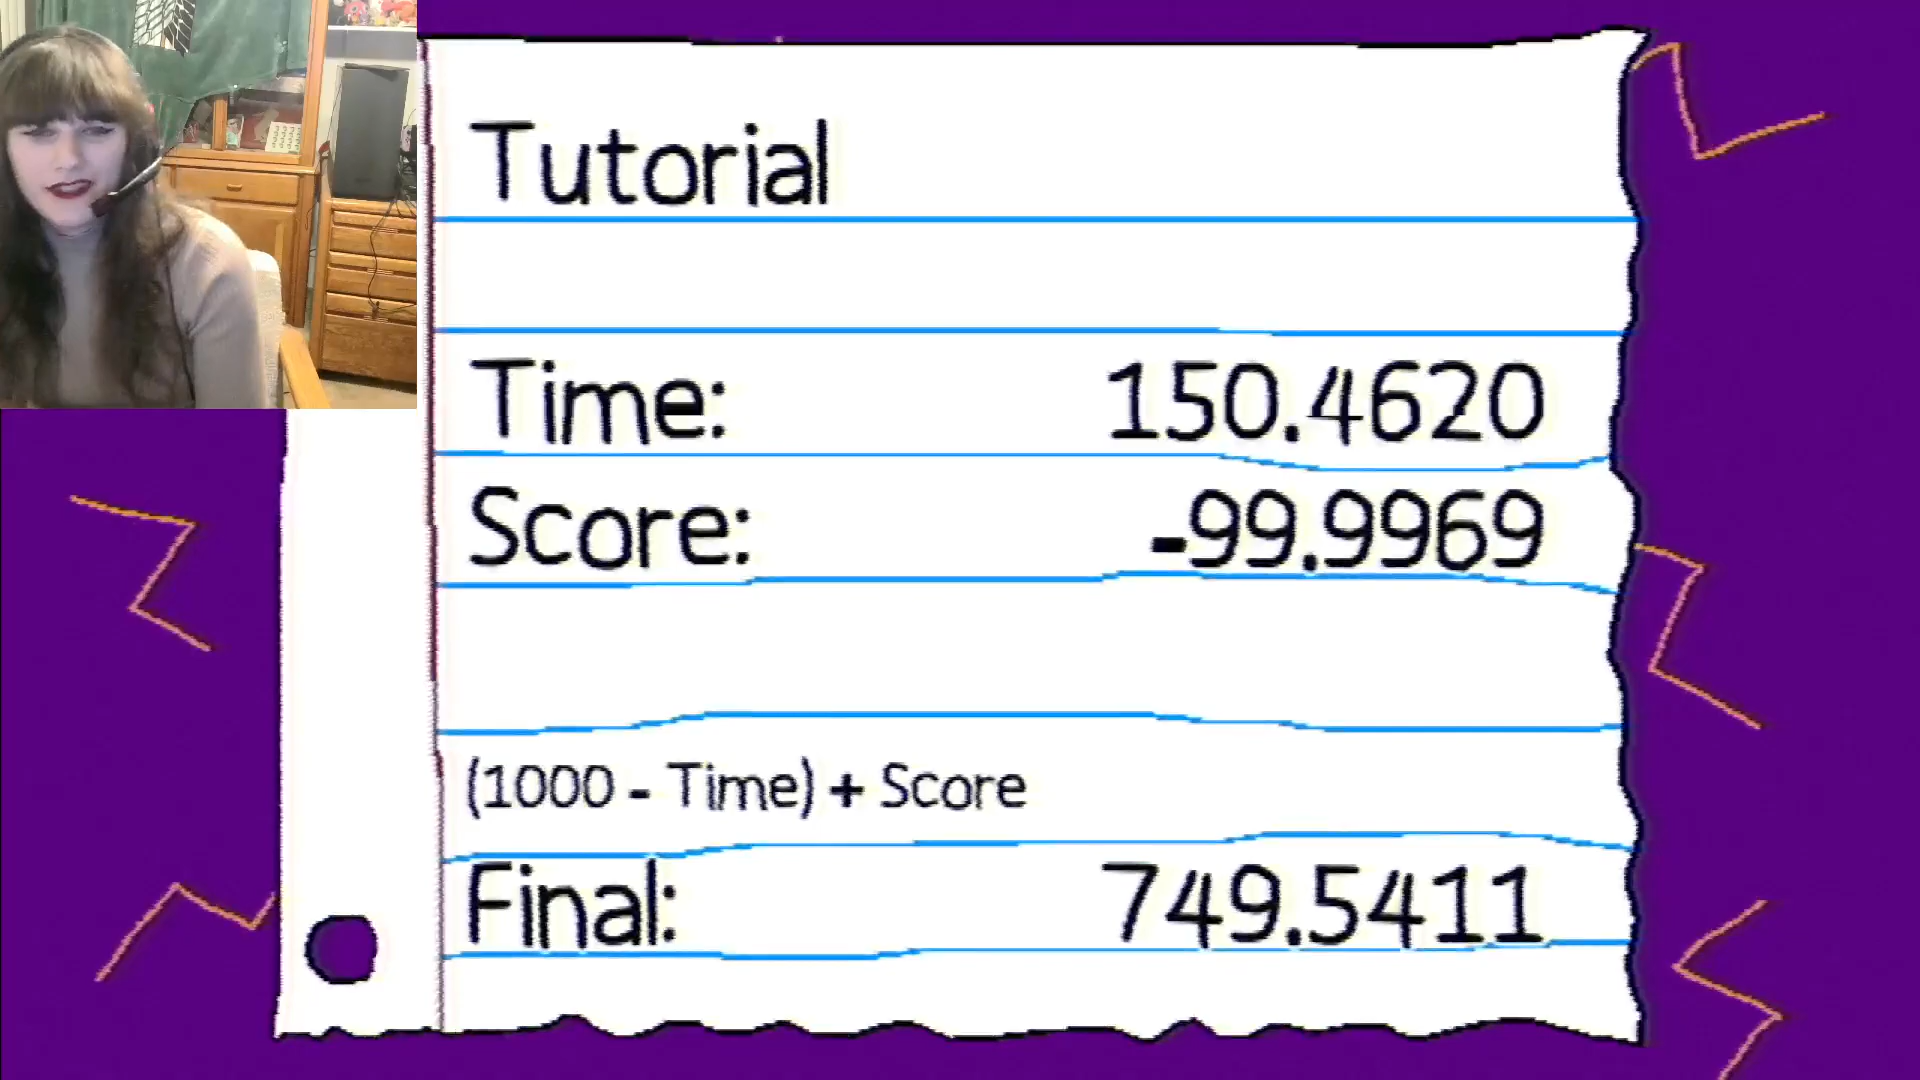 Tutorial
Time: 150.4620
Score: -99.9969
(1000 - Time) + Score
Final: 749.5411